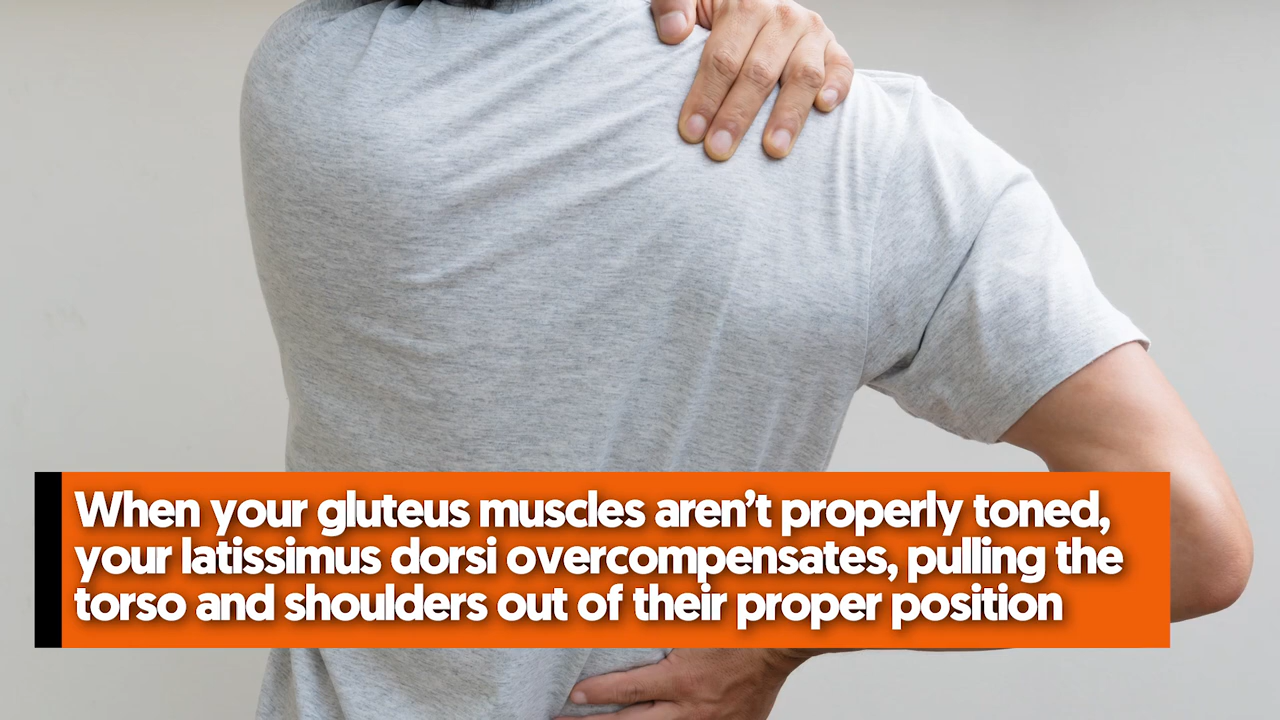 When your gluteus muscles aren’t properly toned,
your latissimus dorsi overcompensates, pulling the
torso and shoulders out of their proper position